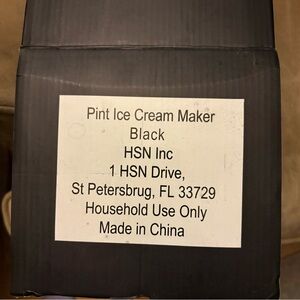 Pint Ice Cream Maker
Black
HSN Inc
1 HSN Drive,
St Petersbrug, FL 33729
Household Use Only
Made in China